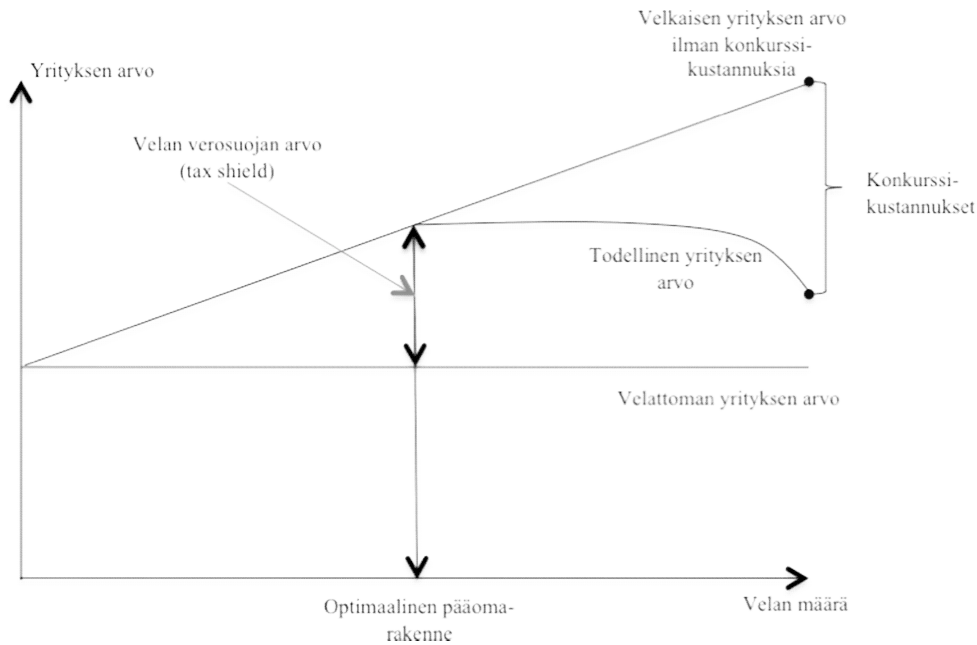 Velkaisen yrityksen arvo
ilman konkurssi-
kustannuksia
Yrityksen arvo
Velan verosuojan arvo
(tax shield)
Konkurssi-
kustannukset
Todellinen yrityksen
arvo
Velattoman yrityksen arvo
Optimaalinen pääoma-
rakenne
Velan määrä